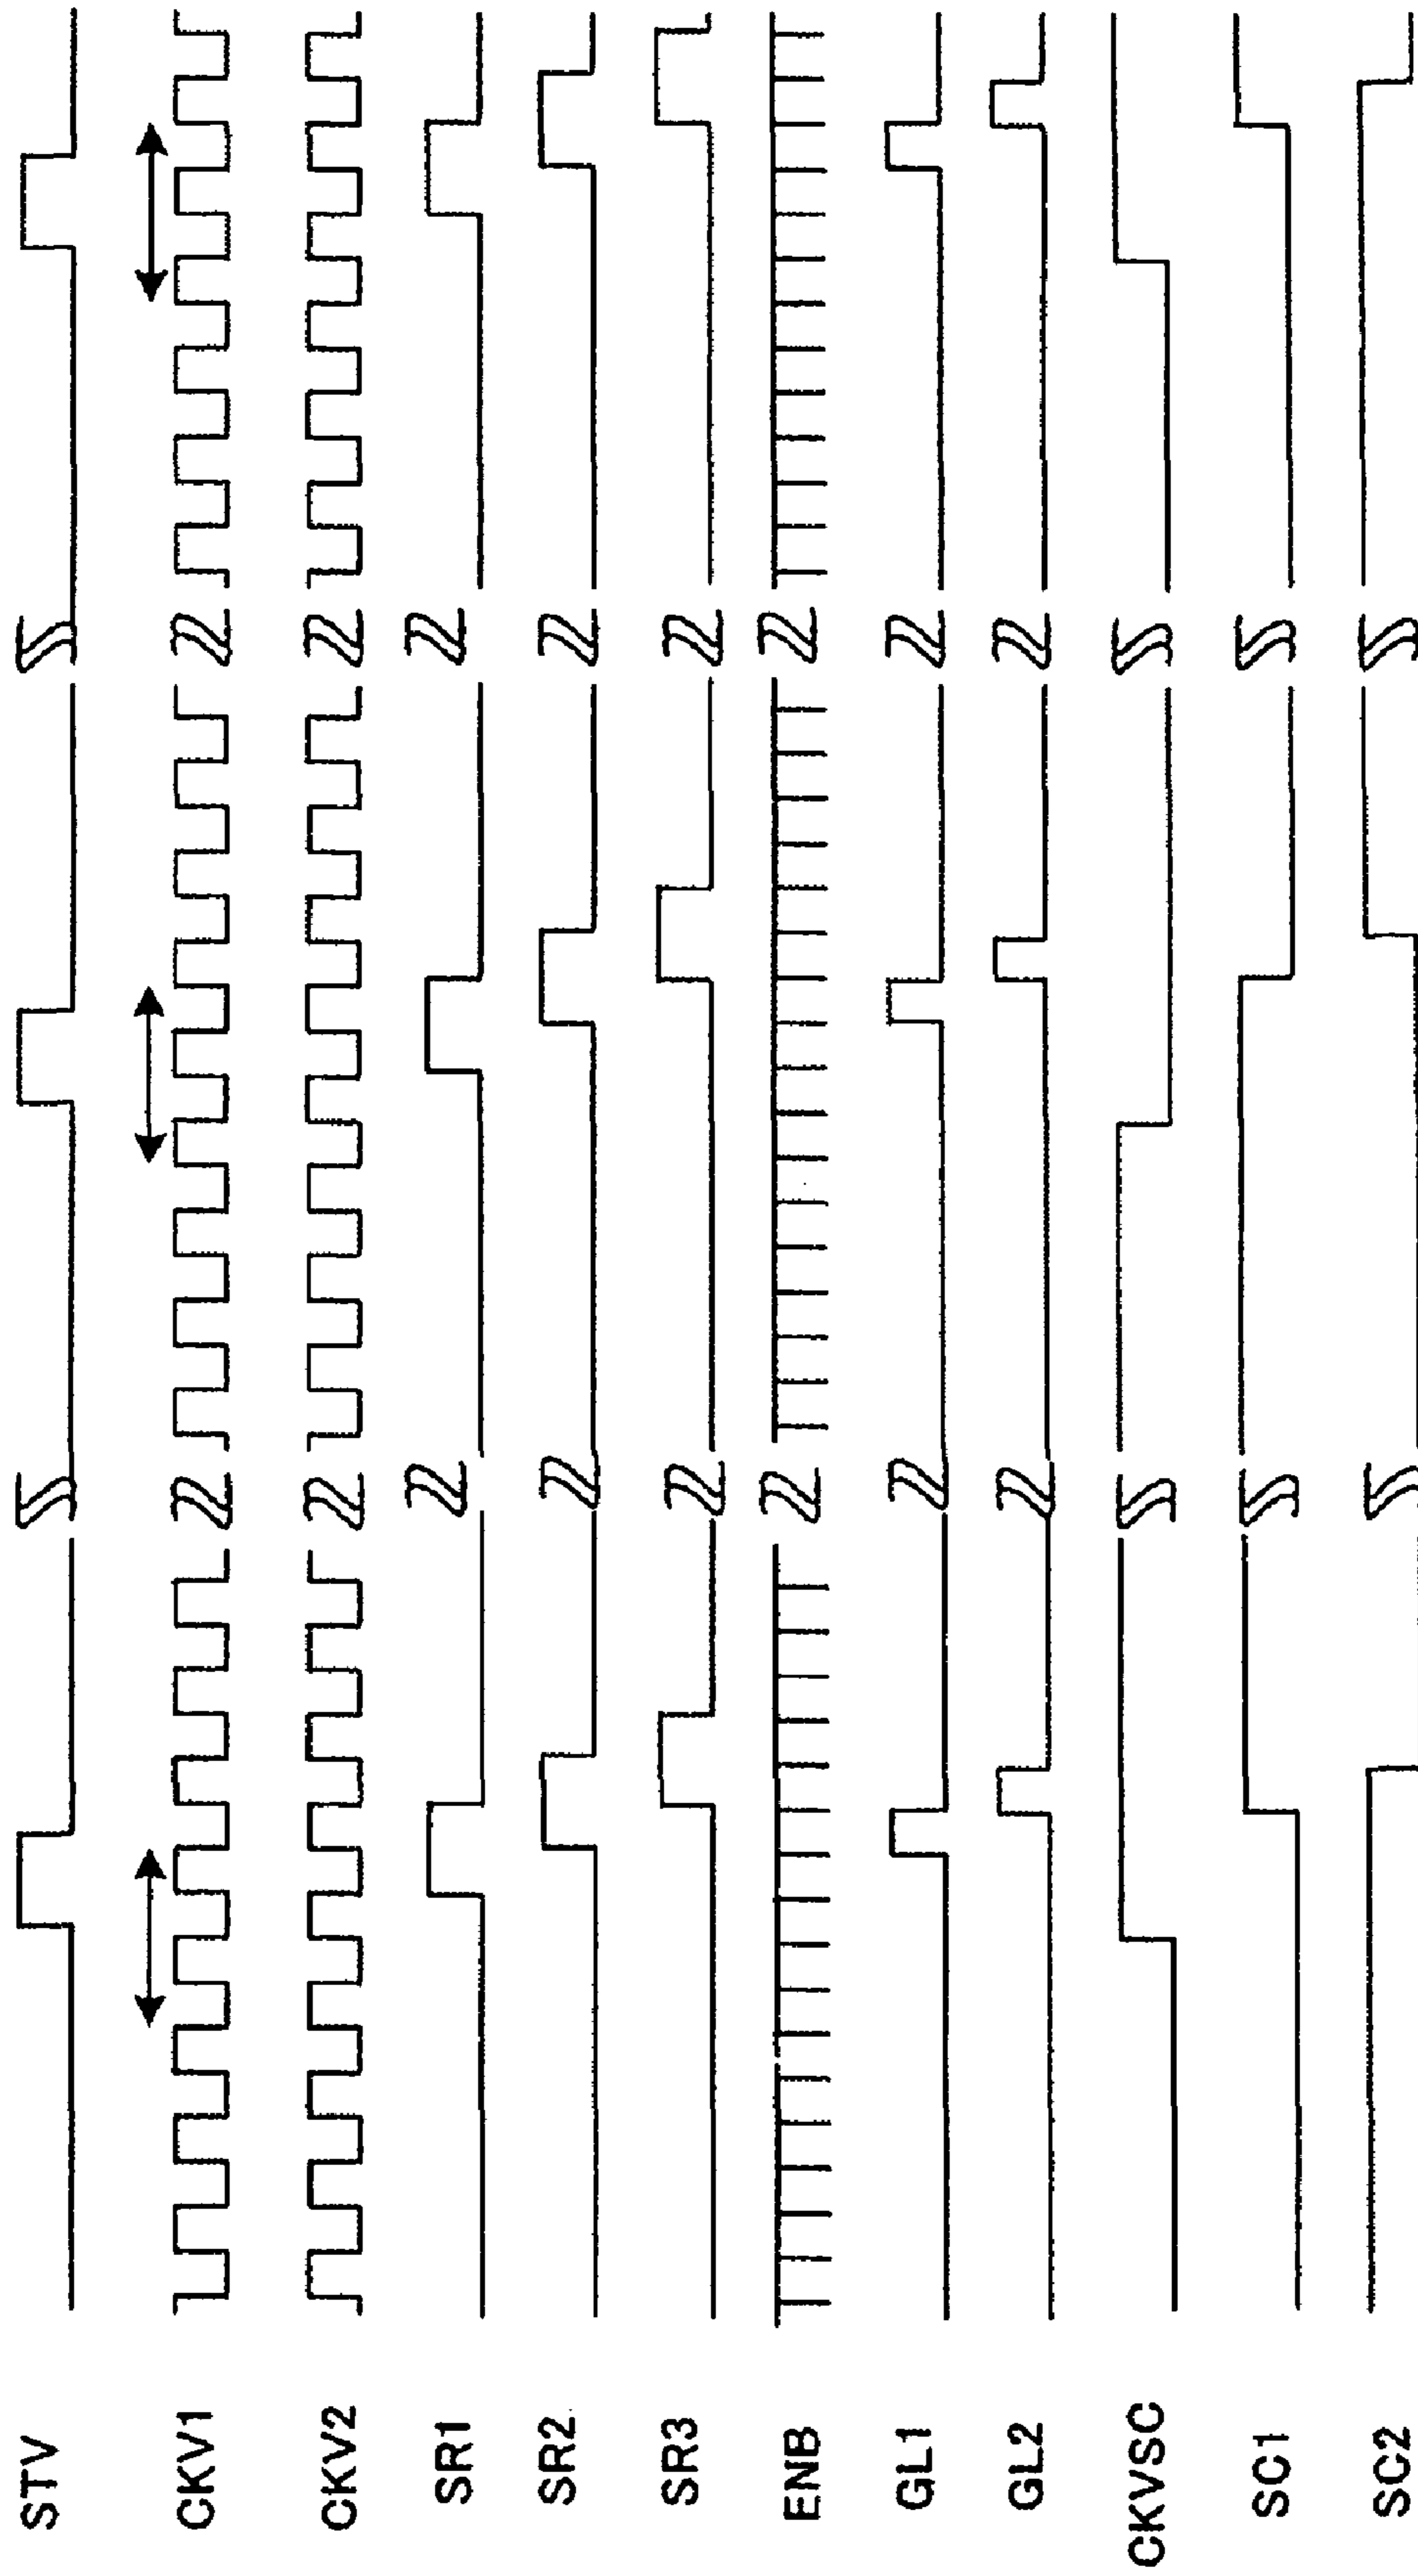 STV
CKV1
CKV2
SR1
SR2
SR3
ENB
GL1
GL2
CKVSC
SC1
SC2